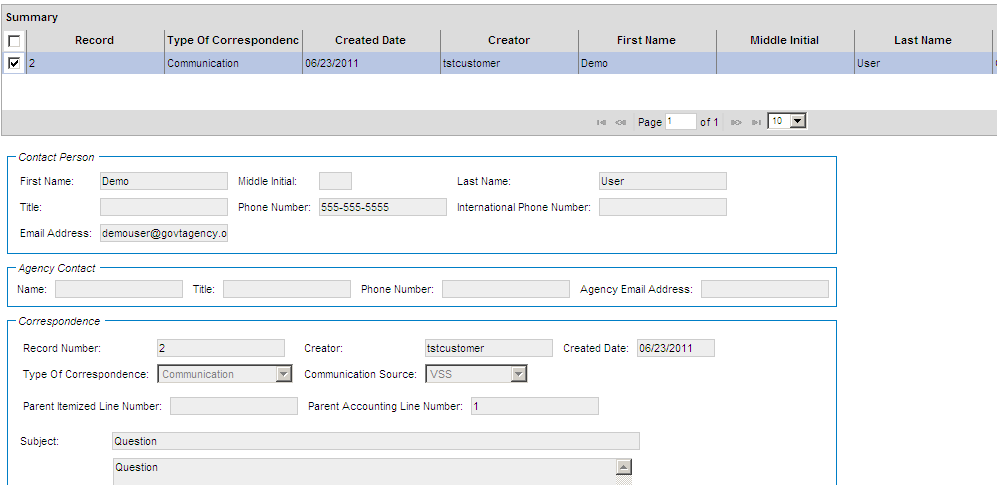 Summary
Record Type Of Correspondenc Created Date Creator First Name Middle Initial Last Name
2 Communication 06/23/2011 tstcustomer Demo User
Page 1 of 1 10
Contact Person
First Name: Demo Middle Initial: Last Name: User
Title: Phone Number: 555-555-5555 International Phone Number:
Email Address: demouser@govtagency.o
Agency Contact
Name: Title: Phone Number: Agency Email Address:
Correspondence
Record Number: 2 Creator: tstcustomer Created Date: 06/23/2011
Type Of Correspondence: Communication Communication Source: VSS
Parent Itemized Line Number: Parent Accounting Line Number: 1
Subject: Question
Question